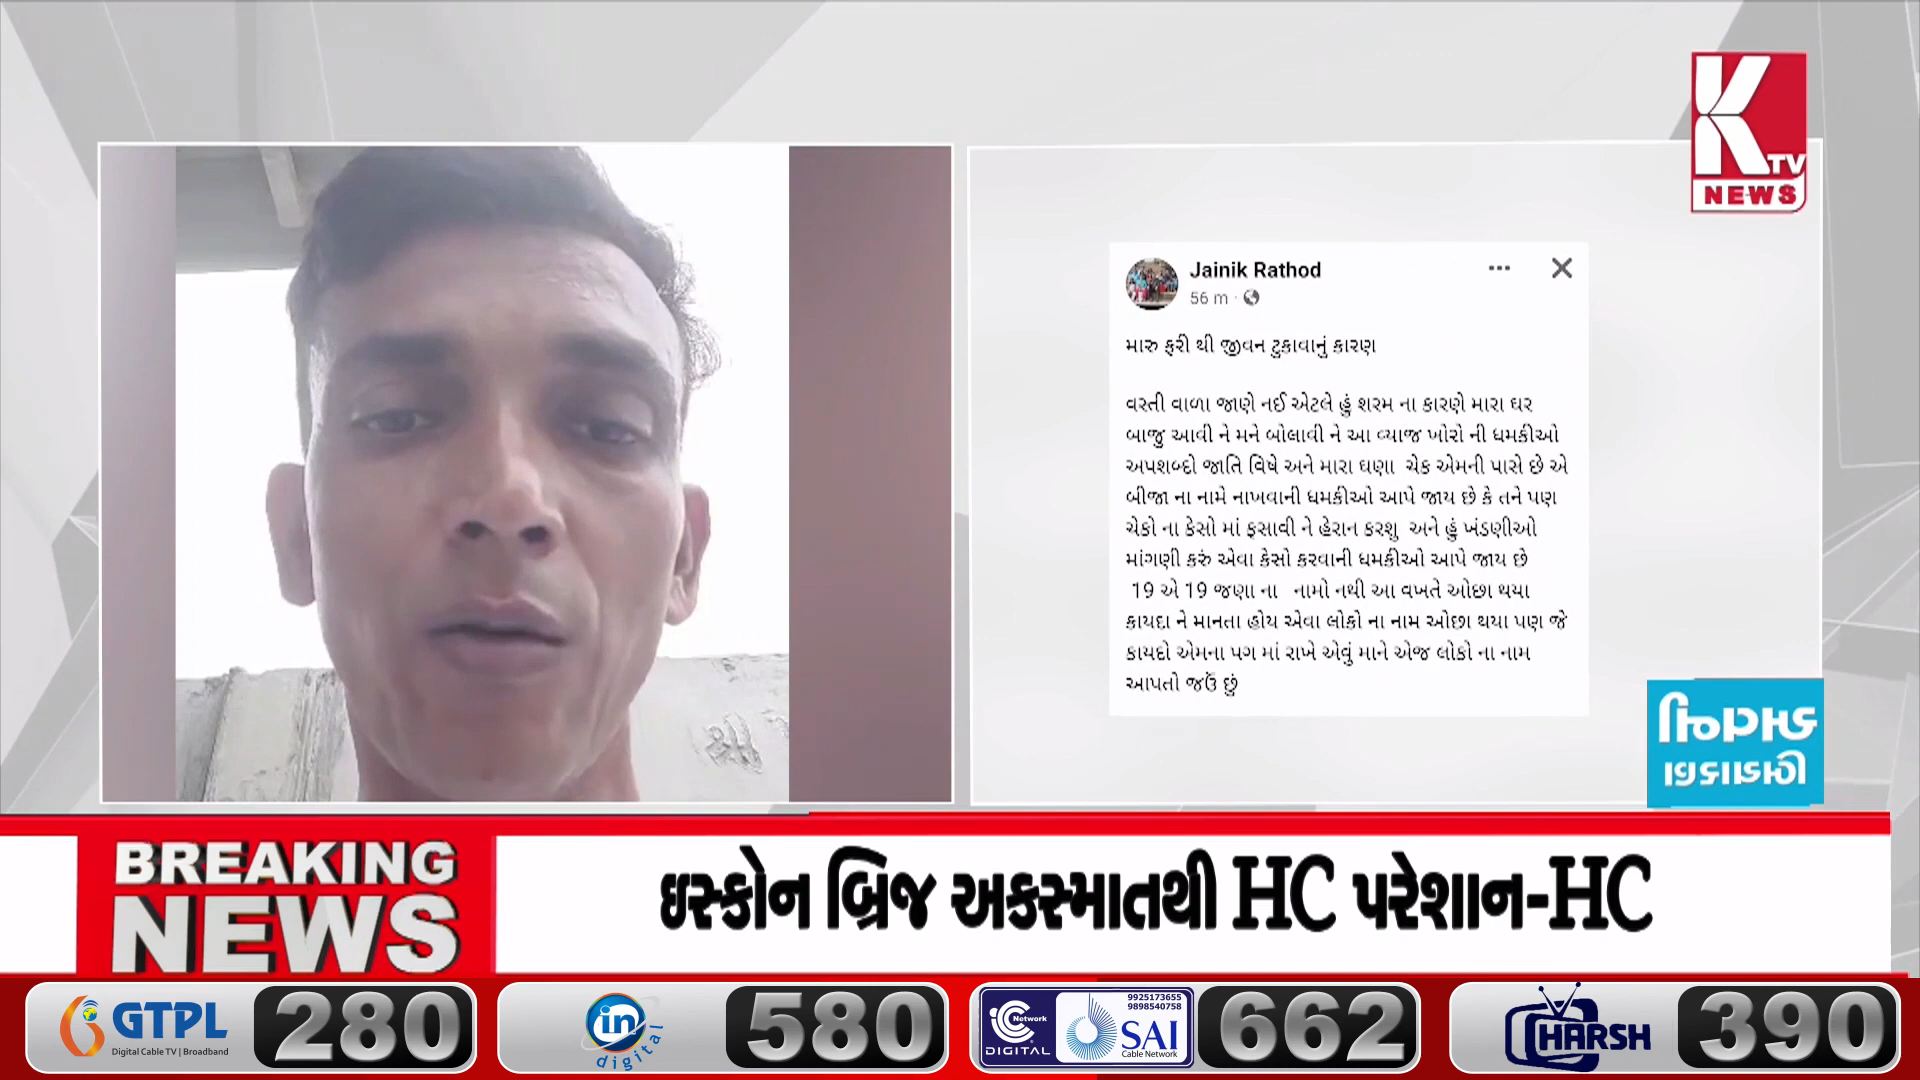 K
TV
NEWS
Jainik Rathod
56 m
મારુ ફરી થી જીવન ટુકાવાનું કારણ
વસ્તી વાળા જાણે નઈ એટલે હું શરમ ના કારણે મારા ઘર
બાજુ આવી ને મને બોલાવી ને આ વ્યાજ ખોરો ની ધમકીઓ
અપશબ્દો જાતિ વિષે અને મારા ઘણા ચેક એમની પાસે છે એ
બીજા ના નામે નાખવાની ધમકીઓ આપે જાય છે કે તને પણ
ચેકો ના કેસો માં ફસાવી ને હેરાન કરશુ અને હું ખંડણીઓ
માંગણી કરું એવા કેસો કરવાની ધમકીઓ આપે જાય છે
19 એ 19 જણા ના નામો નથી આ વખતે ઓછા થયા
કાયદા ને માનતા હોય એવા લોકો ના નામ ઓછા થયા પણ જે
કાયદો એમના પગ માં રાખે એવું માને એજ લોકો ના નામ
આપતો જઉં છું
BREAKING
NEWS
ઇસ્કોન બ્રિજ અકસ્માતથી HC પરેશાન-HC
GTPL
Digital Cable TV | Broadband
280
in
digital
580
Network
DIGITAL
9925173655
9898540758
SAI
Cable Network
662
HARSH
390